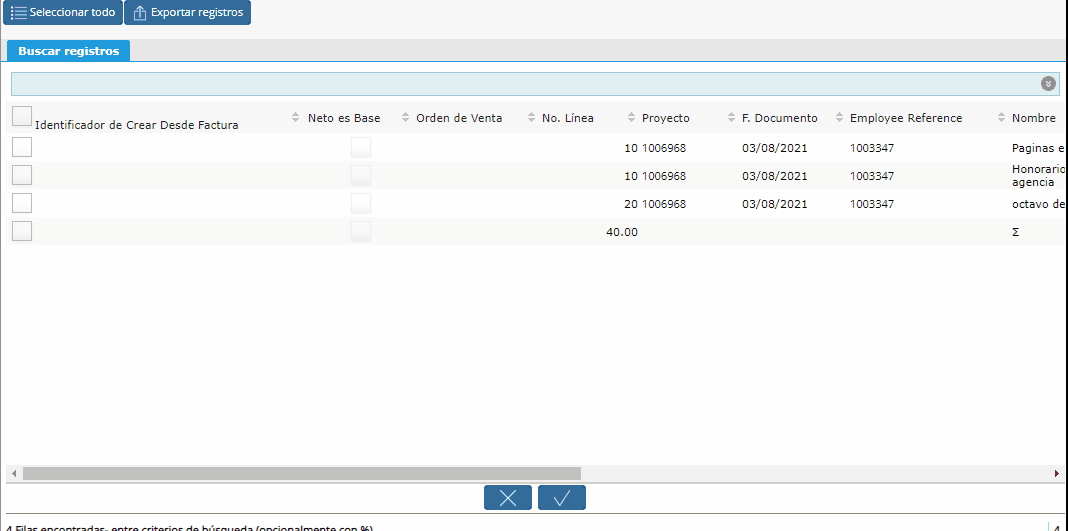 Seleccionar todo Exportar registros
Buscar registros
Identificador de Crear Desde Factura Neto es Base Orden de Venta No. Línea Proyecto F. Documento Employee Reference Nombre
10 1006968 03/08/2021 1003347 Paginas e
10 1006968 03/08/2021 1003347 Honorario
agencia
20 1006968 03/08/2021 1003347 octavo de
40.00 Σ
4 Filas encontradas- entre criterios de búsqueda (opcionalmente con %) 4